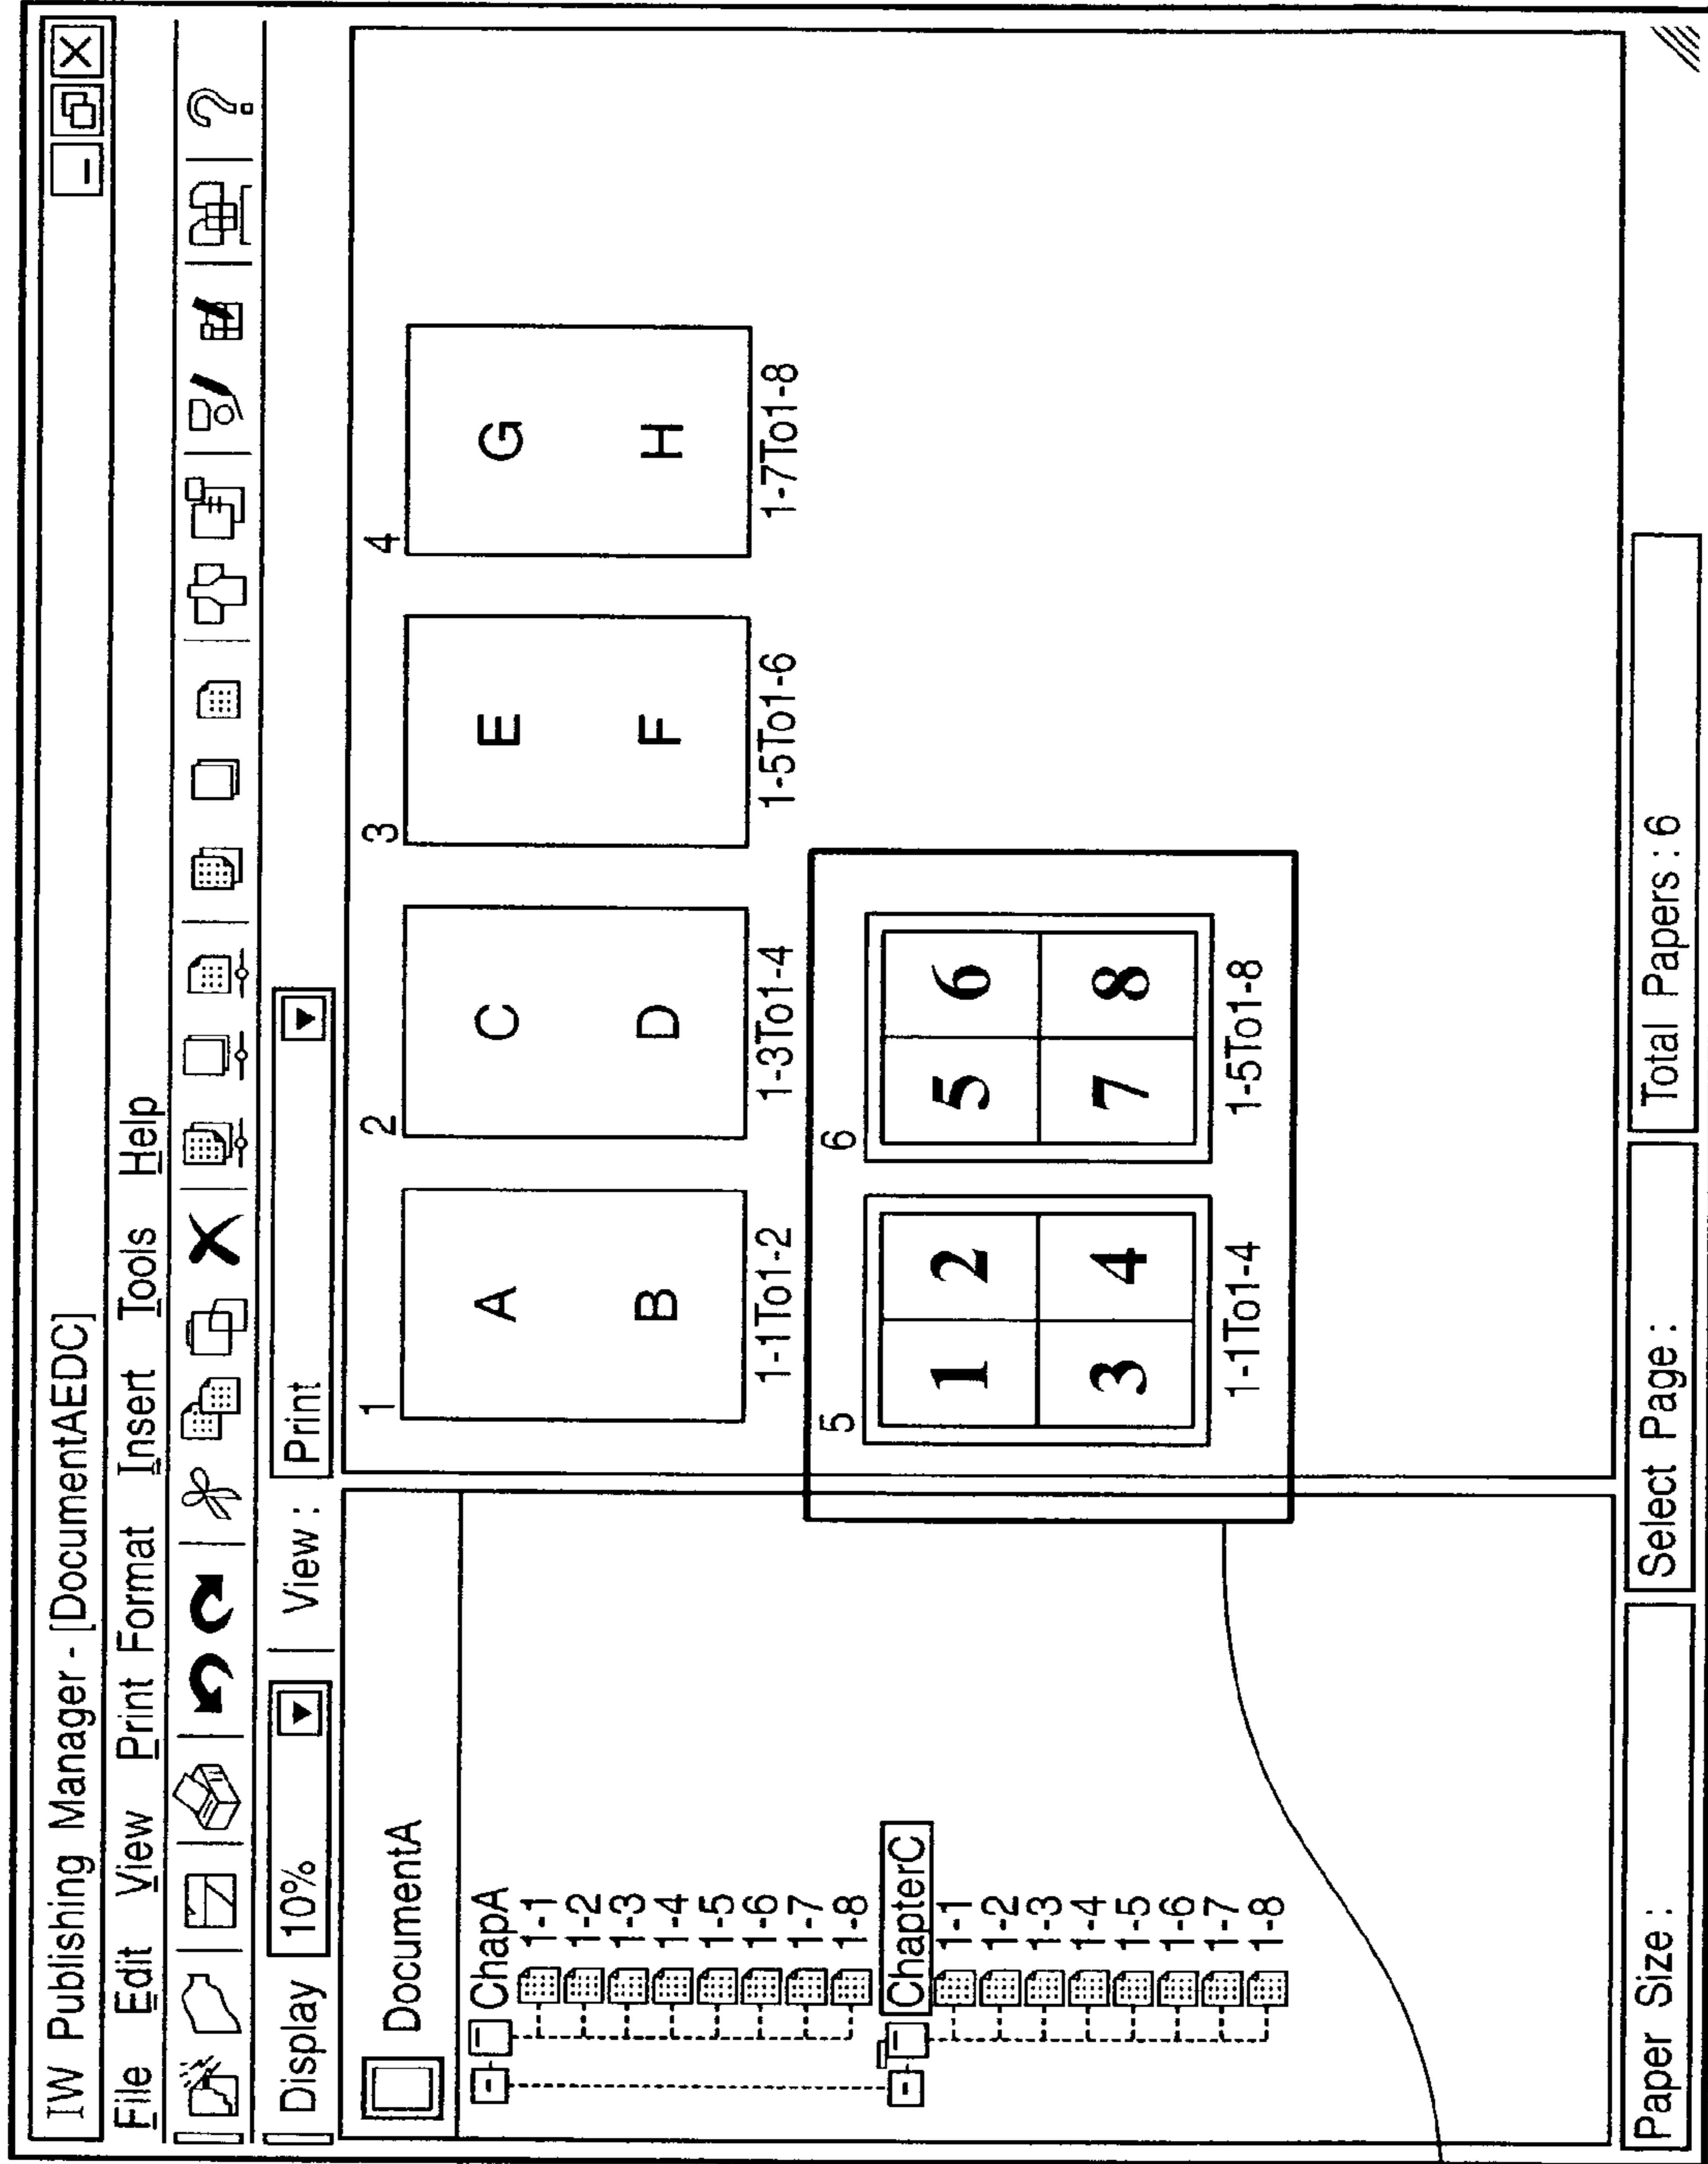 IW Publishing Manager - [DocumentAEDC]
File Edit View Print Format Insert Tools Help
?
Display 10% View : Print
DocumentA
ChapA
1-1
1-2
1-3
1-4
1-5
1-6
1-7
1-8
ChapterC
1-1
1-2
1-3
1-4
1-5
1-6
1-7
1-8
1 2 3 4
A C E G
B D F H
1-1To1-2 1-3To1-4 1-5To1-6 1-7To1-8
5 6
1 2 5 6
3 4 7 8
1-1To1-4 1-5To1-8
Paper Size : Select Page : Total Papers : 6